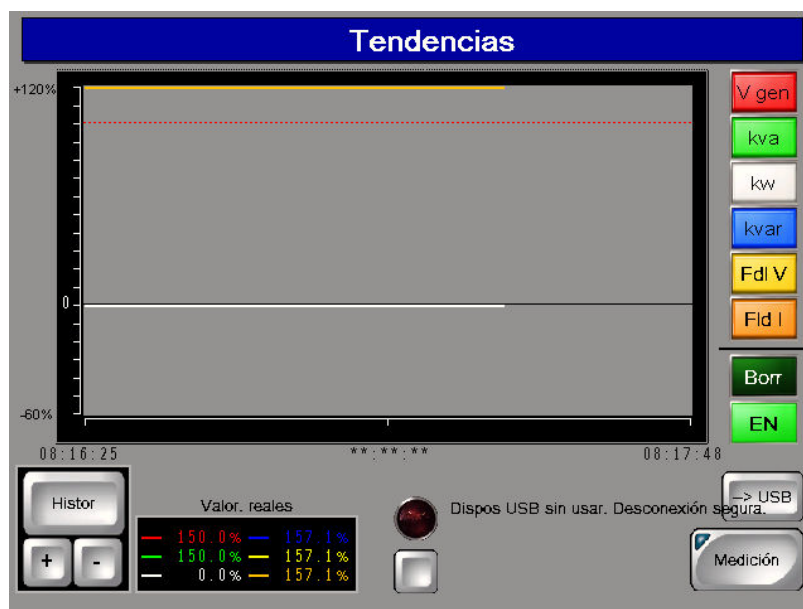 Tendencias
+120%
0
-60%
08:16:25
**:**:**
08:17:48
V gen
kva
kw
kvar
Fdl V
Fld I
Borr
EN
Histor
+
-
Valor. reales
150.0% 157.1%
150.0% 157.1%
0.0% 157.1%
Dispos USB sin usar. Desconexión segura.
-> USB
Medición